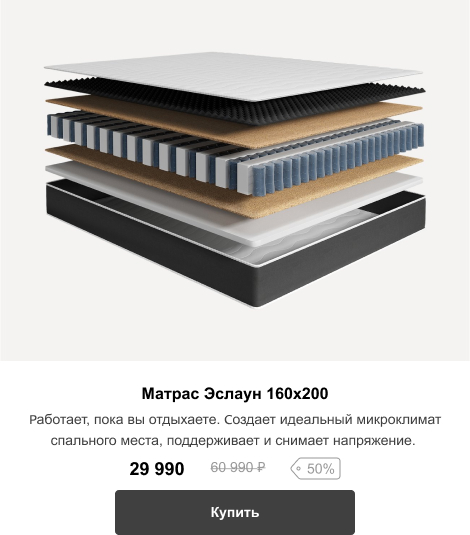 Матрас Эслаун 160x200
Работает, пока вы отдыхаете. Создает идеальный микроклимат
спального места, поддерживает и снимает напряжение.
29 990 60 990 ₽ 50%
Купить